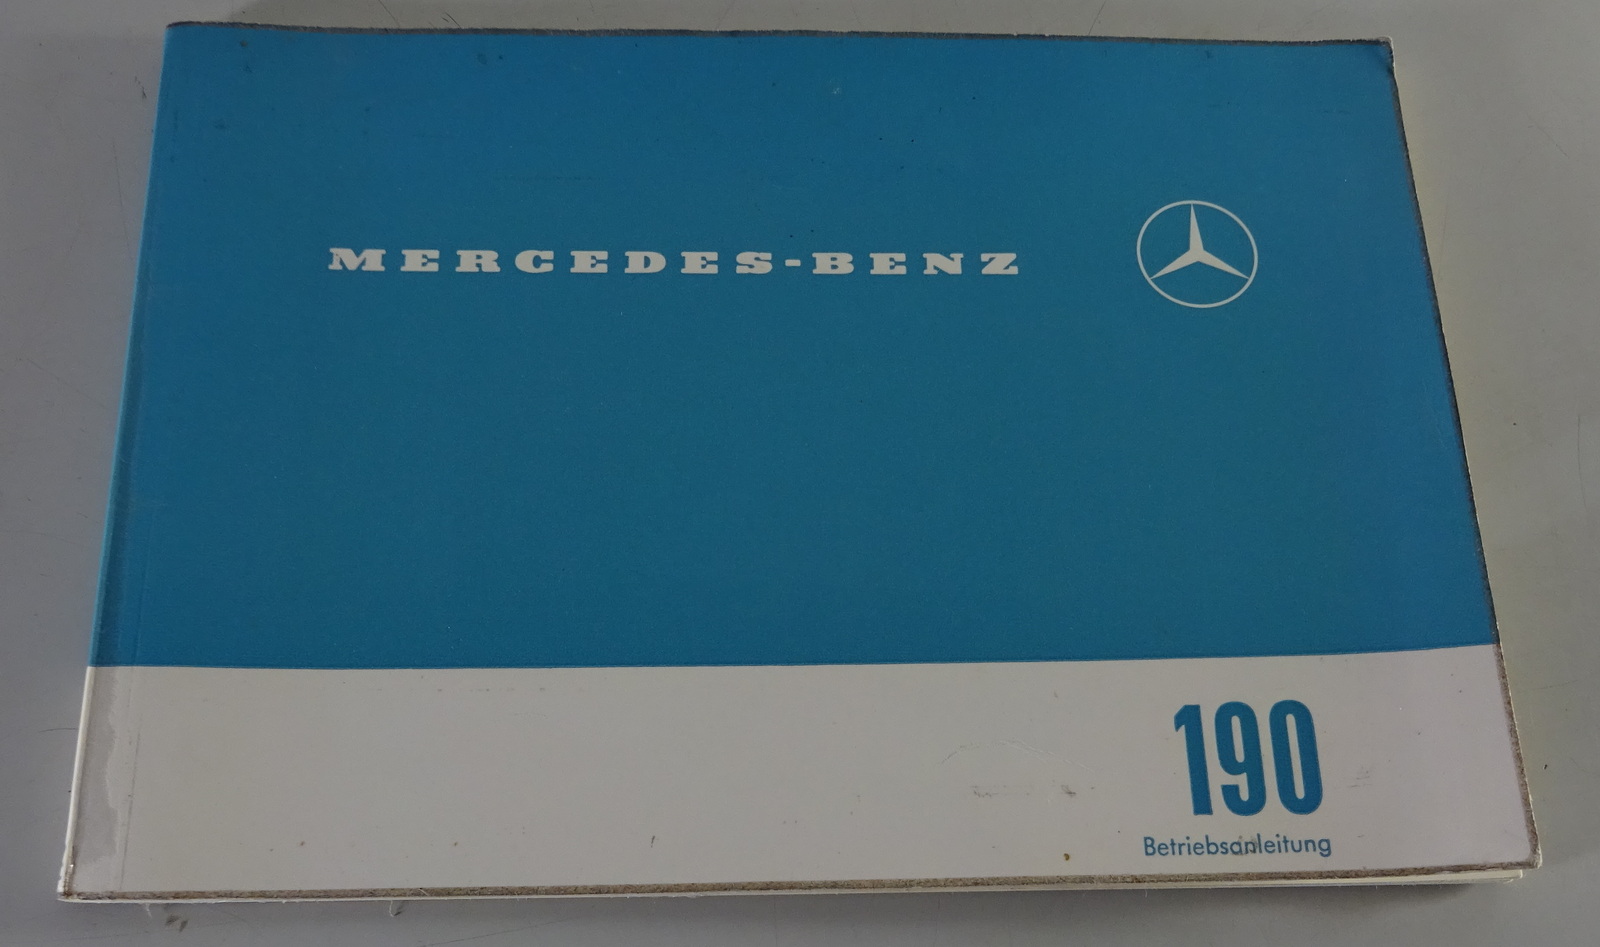 MERCEDES-BENZ
190
Betriebsanleitung